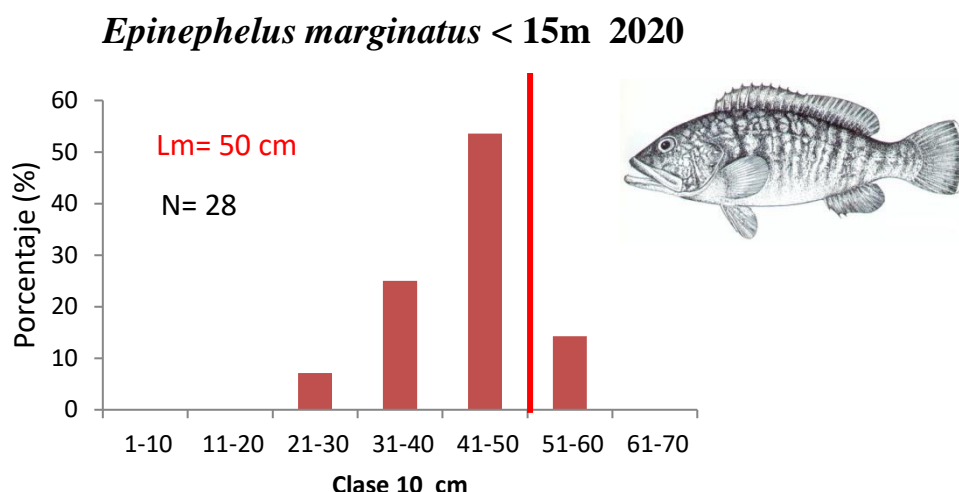 Epinephelus marginatus < 15m 2020
60
50
40
30
20
10
0
Porcentaje (%)
Lm= 50 cm
N= 28
1-10 11-20 21-30 31-40 41-50 51-60 61-70
Clase 10 cm